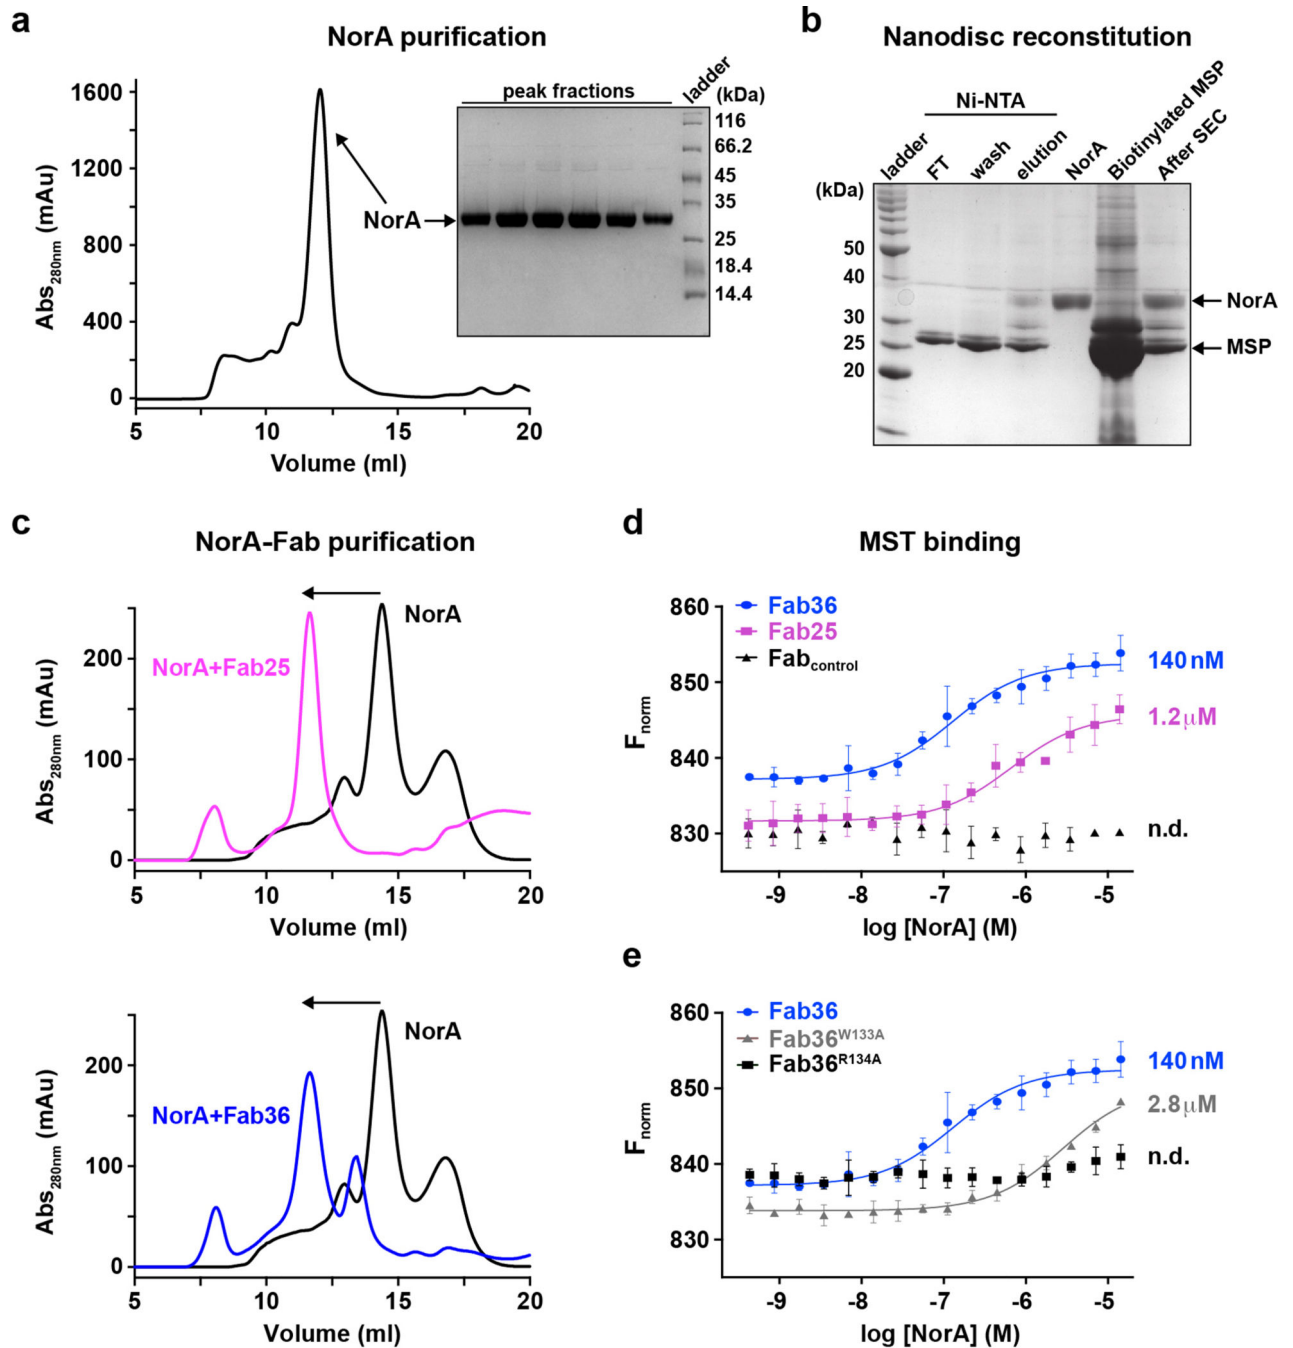 a
NorA purification
1600
1200
800
400
0
Abs280nm (mAu)
5 10 15 20
Volume (ml)
peak fractions
ladder
(kDa)
116
66.2
45
35
25
18.4
14.4
NorA
b
Nanodisc reconstitution
Ni-NTA
ladder
FT
wash
elution
NorA
Biotinylated MSP
After SEC
(kDa)
50
40
30
25
20
NorA
MSP
c
NorA-Fab purification
NorA
NorA+Fab25
200
100
0
Abs280nm (mAu)
5 10 15 20
Volume (ml)
NorA
NorA+Fab36
200
100
0
Abs280nm (mAu)
5 10 15 20
Volume (ml)
d
MST binding
Fab36
Fab25
Fabcontrol
860
850
840
830
Fnorm
140 nM
1.2 µM
n.d.
-9 -8 -7 -6 -5
log [NorA] (M)
e
Fab36
Fab36W133A
Fab36R134A
860
850
840
830
Fnorm
140 nM
2.8 µM
n.d.
-9 -8 -7 -6 -5
log [NorA] (M)